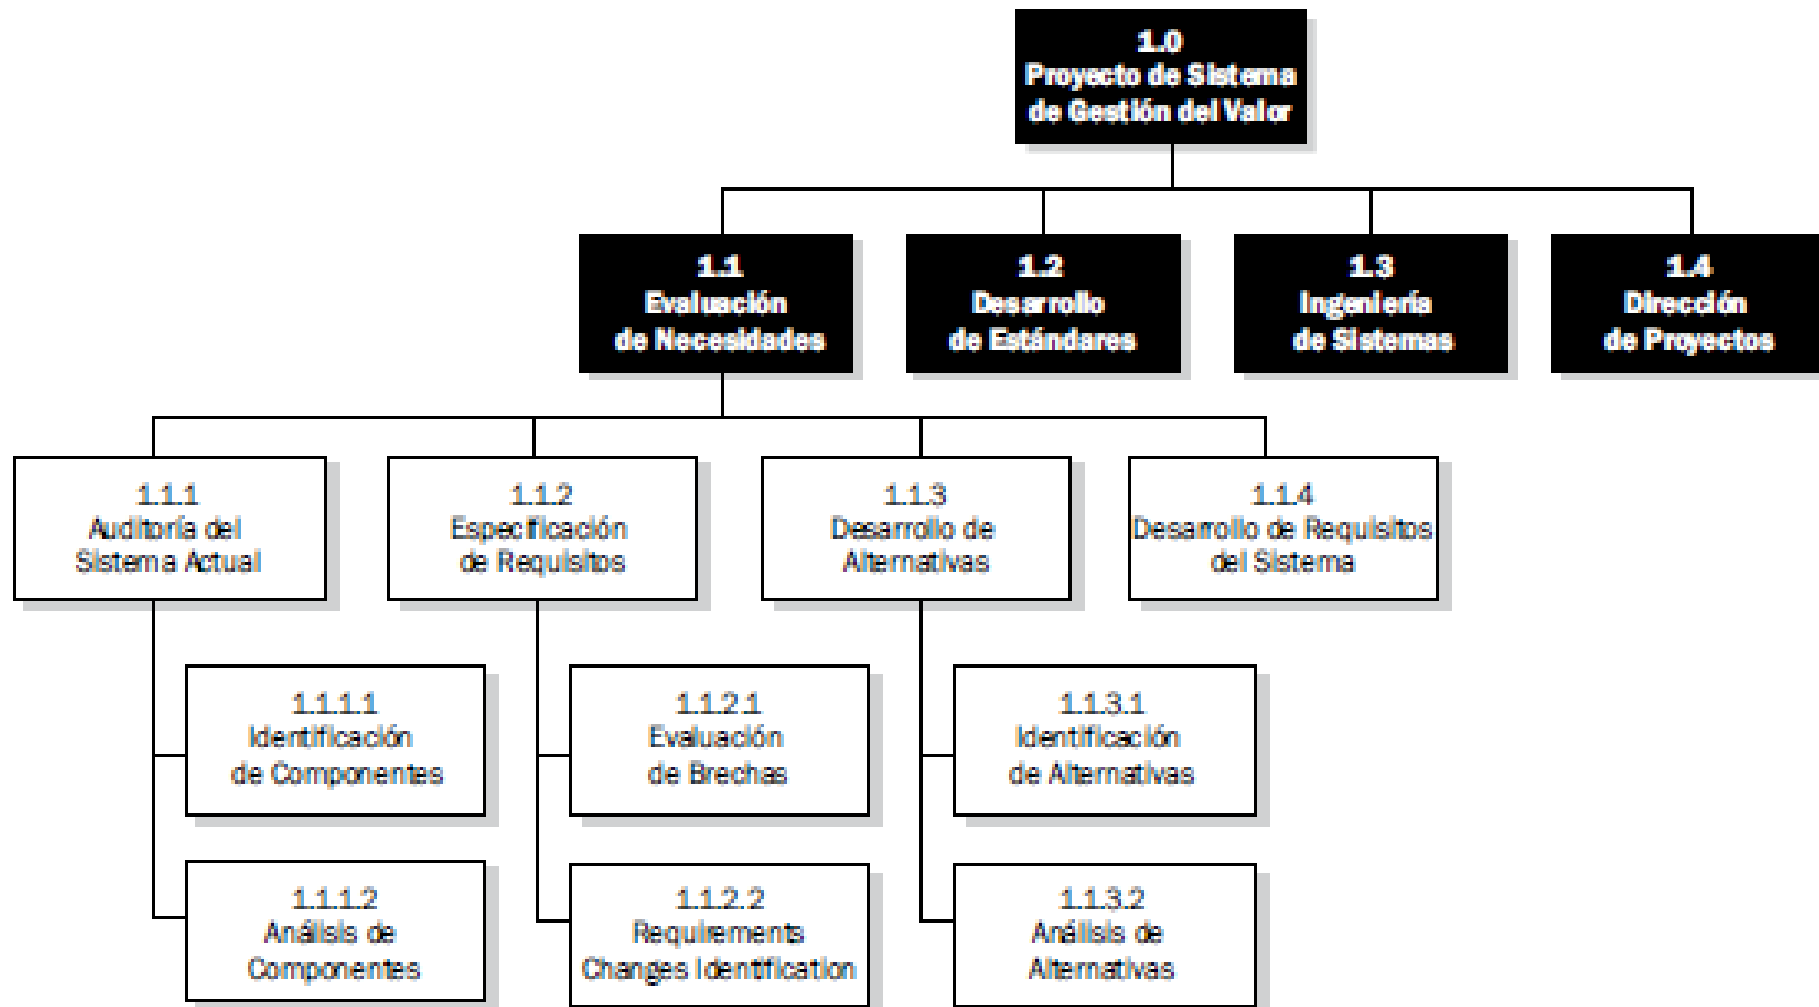 1.0
Proyecto de Sistema
de Gestión del Valor
1.1
Evaluación
de Necesidades
1.2
Desarrollo
de Estándares
1.3
Ingeniería
de Sistemas
1.4
Dirección
de Proyectos
1.1.1
Auditoría del
Sistema Actual
1.1.2
Especificación
de Requisitos
1.1.3
Desarrollo de
Alternativas
1.1.4
Desarrollo de Requisitos
del Sistema
1.1.1.1
Identificación
de Componentes
1.1.2.1
Evaluación
de Brechas
1.1.3.1
Identificación
de Alternativas
1.1.1.2
Análisis de
Componentes
1.1.2.2
Requirements
Changes Identification
1.1.3.2
Análisis de
Alternativas